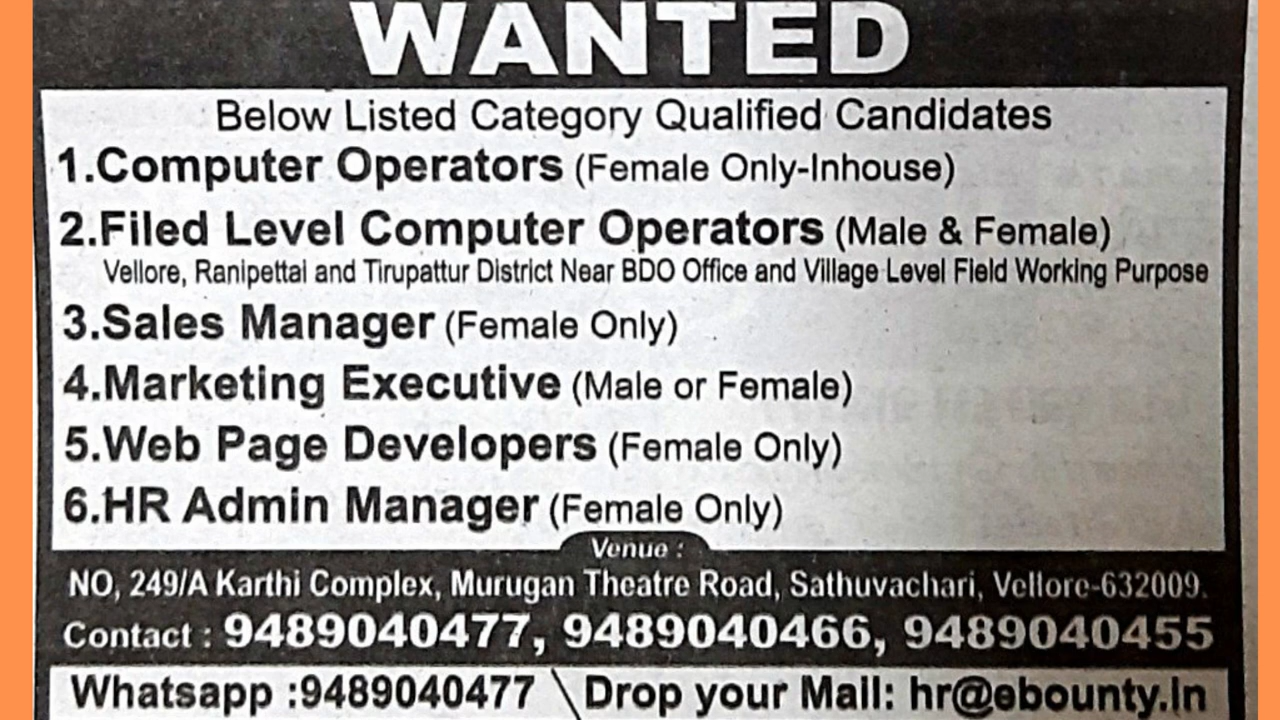 WANTED
Below Listed Category Qualified Candidates
1.Computer Operators (Female Only-Inhouse)
2.Filed Level Computer Operators (Male & Female)
Vellore, Ranipettai and Tirupattur District Near BDO Office and Village Level Field Working Purpose
3.Sales Manager (Female Only)
4.Marketing Executive (Male or Female)
5.Web Page Developers (Female Only)
6.HR Admin Manager (Female Only)
Venue :
NO, 249/A Karthi Complex, Murugan Theatre Road, Sathuvachari, Vellore-632009.
Contact : 9489040477, 9489040466, 9489040455
Whatsapp :9489040477 \ Drop your Mail: hr@ebounty.In